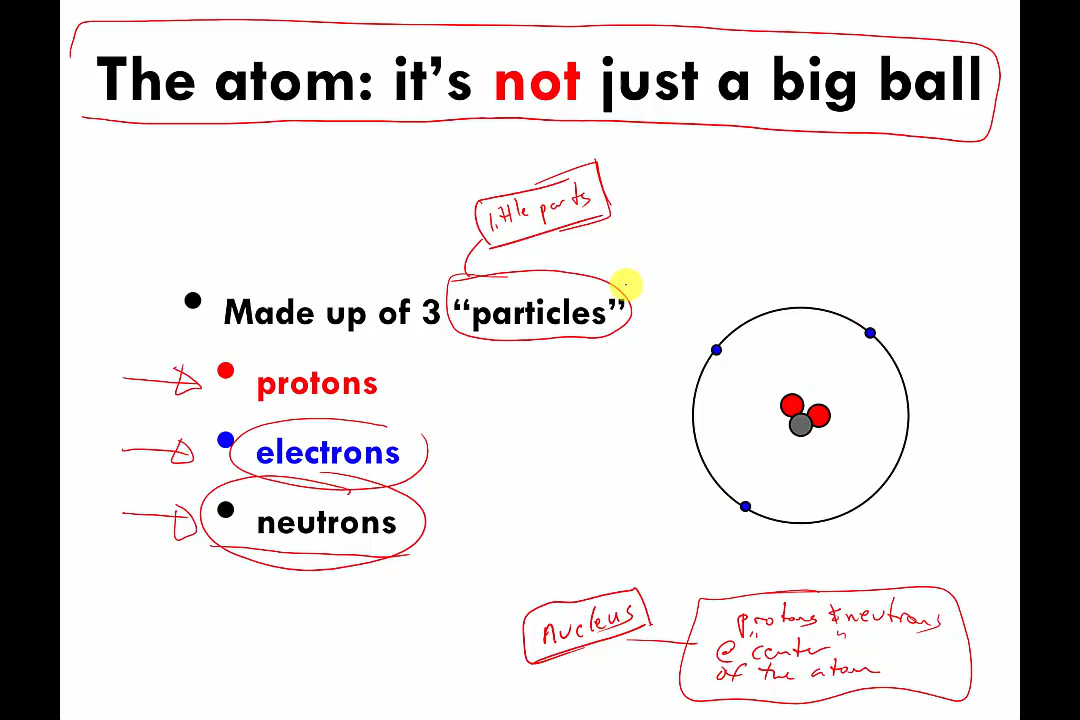 The atom: it's not just a big ball
little parts
• Made up of 3 “particles”
• protons
• electrons
• neutrons
nucleus
protons & neutrons
@ "center"
of the atom